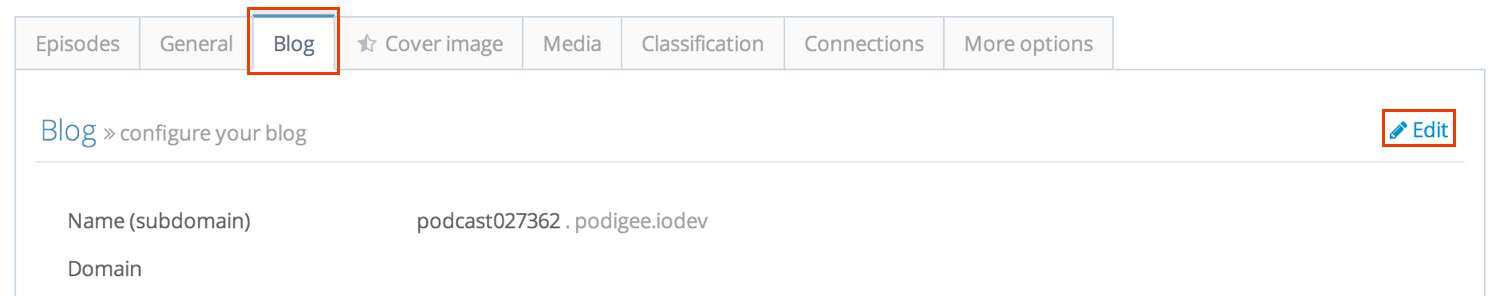 Episodes General Blog Cover image Media Classification Connections More options
Blog » configure your blog Edit
Name (subdomain) podcast027362 . podigee.iodev
Domain